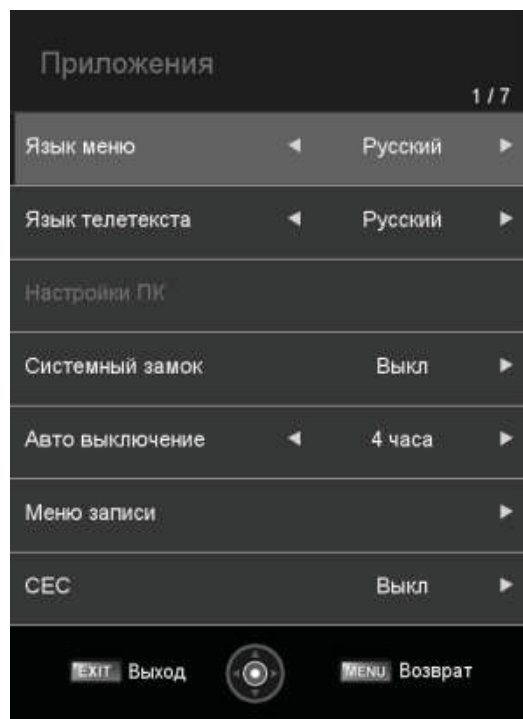 Приложения
1 / 7
Язык меню Русский
Язык телетекста Русский
Настройки ПК
Системный замок Выкл
Авто выключение 4 часа
Меню записи
CEC Выкл
EXIT Выход MENU Возврат